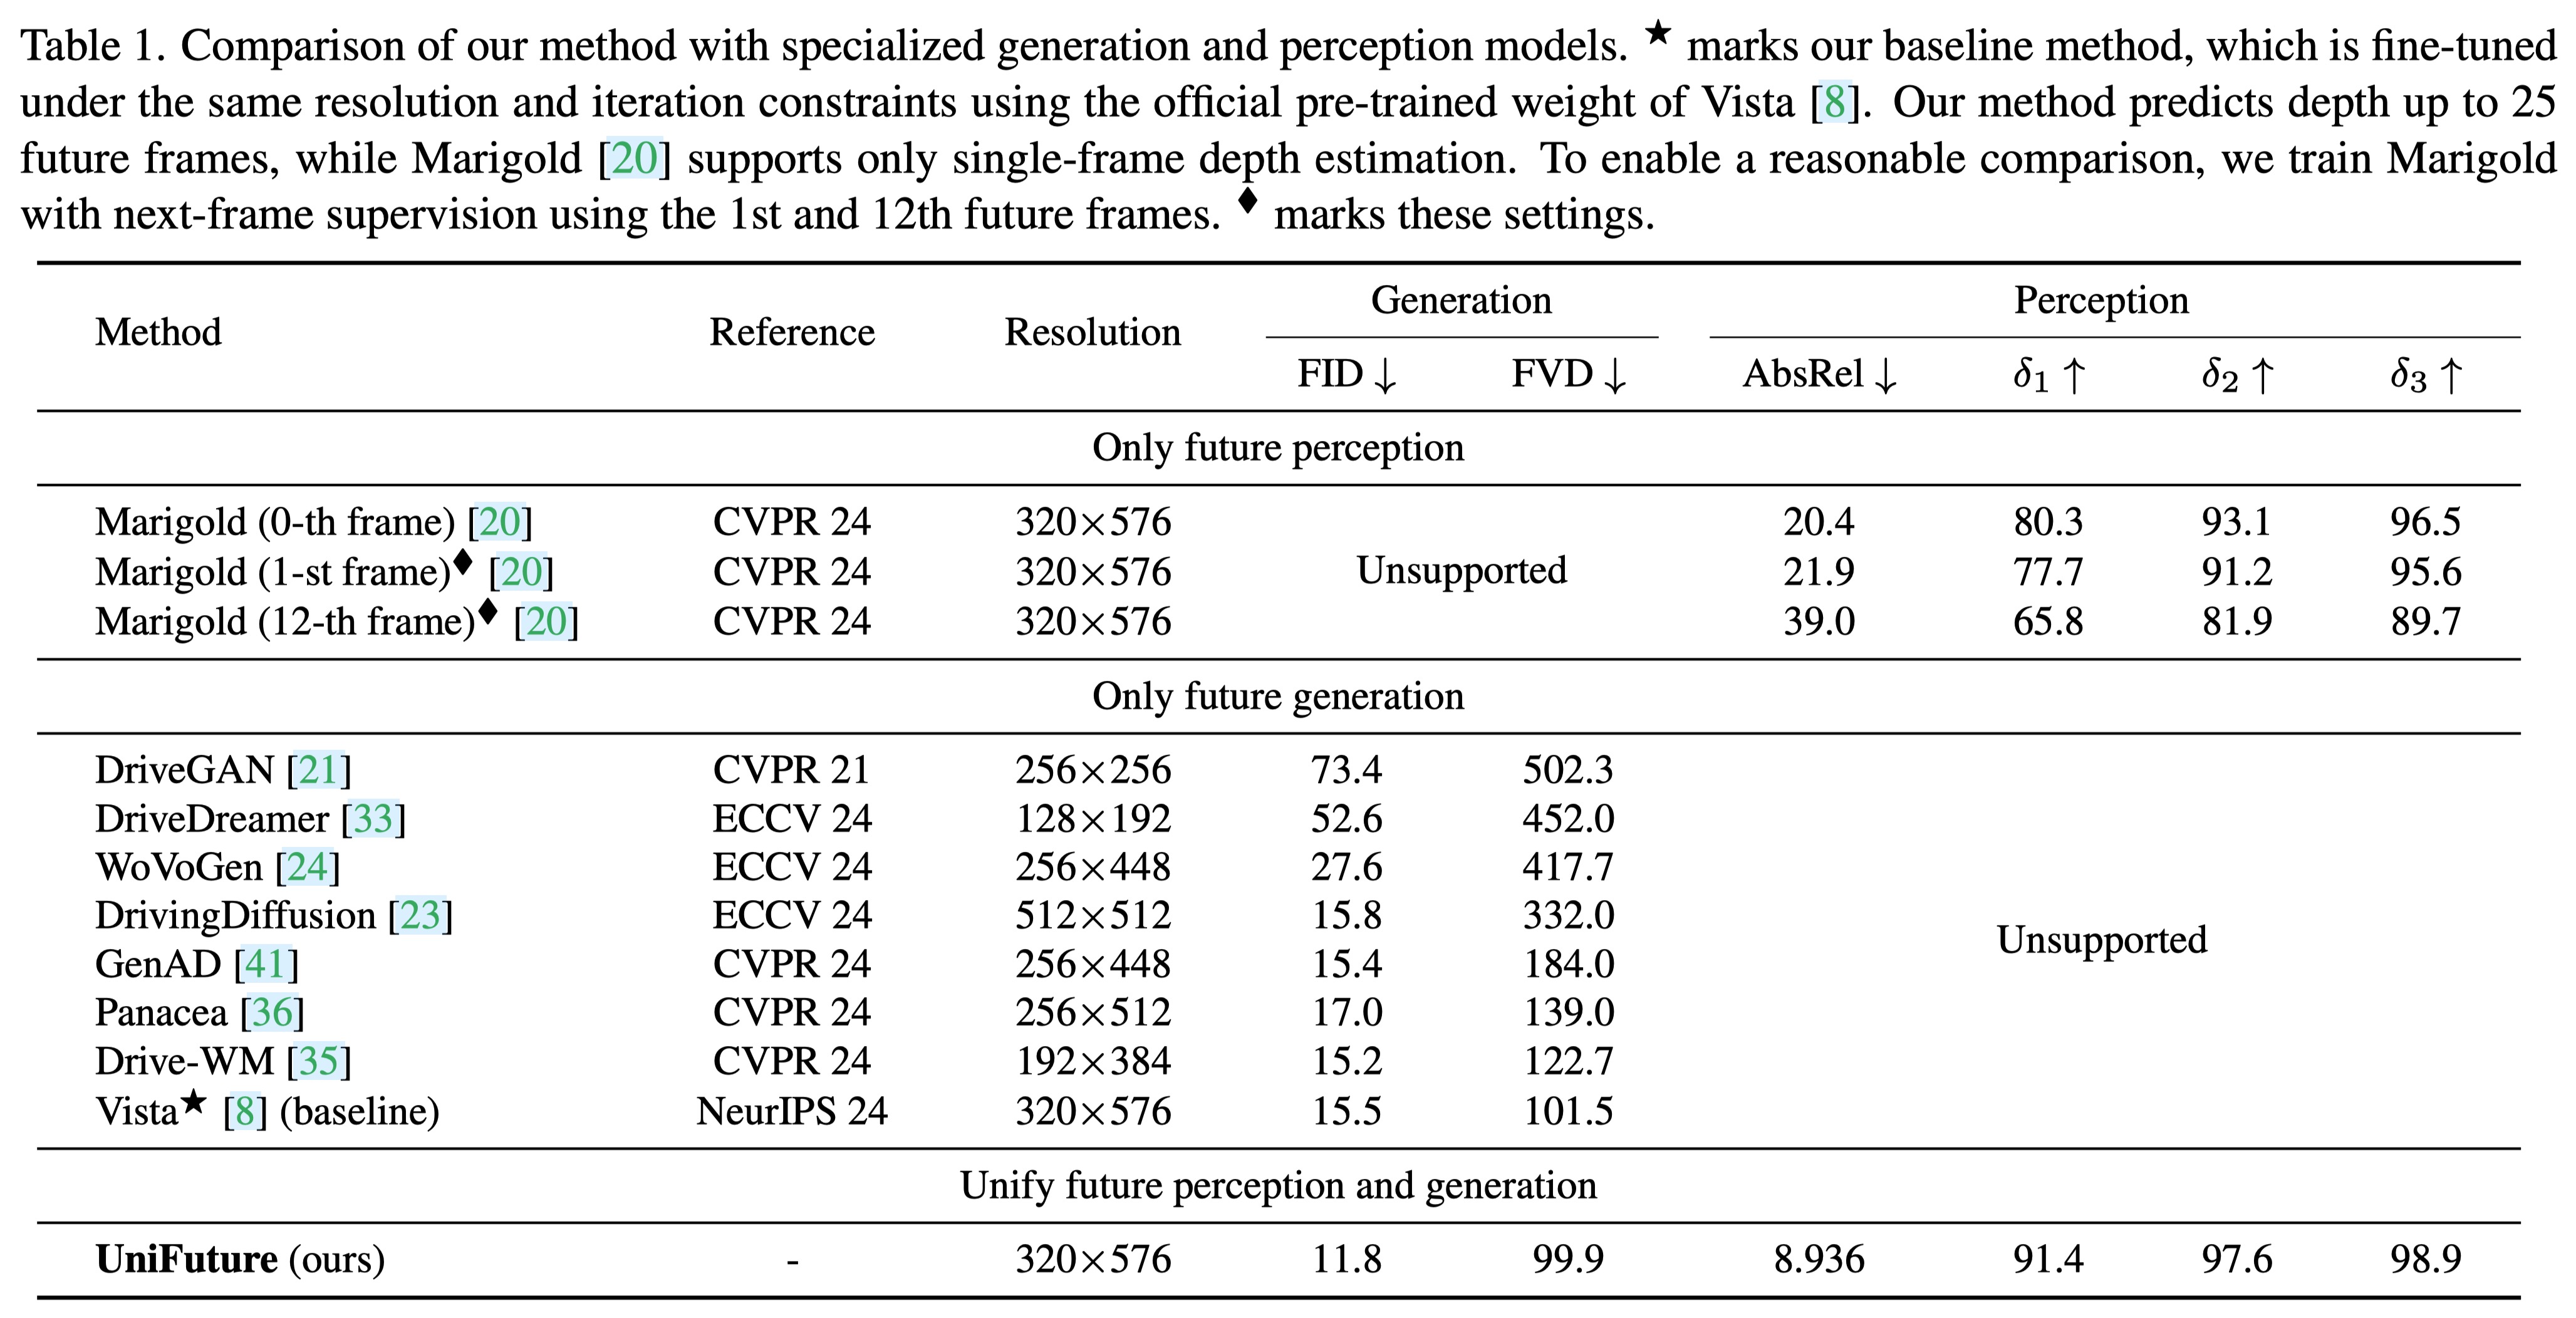 Table 1. Comparison of our method with specialized generation and perception models. ★ marks our baseline method, which is fine-tuned
under the same resolution and iteration constraints using the official pre-trained weight of Vista [8]. Our method predicts depth up to 25
future frames, while Marigold [20] supports only single-frame depth estimation. To enable a reasonable comparison, we train Marigold
with next-frame supervision using the 1st and 12th future frames. ♦ marks these settings.
Method Reference Resolution Generation Perception
FID ↓ FVD ↓ AbsRel ↓ δ1 ↑ δ2 ↑ δ3 ↑
Only future perception
Marigold (0-th frame) [20] CVPR 24 320×576 20.4 80.3 93.1 96.5
Marigold (1-st frame)♦ [20] CVPR 24 320×576 Unsupported 21.9 77.7 91.2 95.6
Marigold (12-th frame)♦ [20] CVPR 24 320×576 39.0 65.8 81.9 89.7
Only future generation
DriveGAN [21] CVPR 21 256×256 73.4 502.3
DriveDreamer [33] ECCV 24 128×192 52.6 452.0
WoVoGen [24] ECCV 24 256×448 27.6 417.7
DrivingDiffusion [23] ECCV 24 512×512 15.8 332.0
Unsupported
GenAD [41] CVPR 24 256×448 15.4 184.0
Panacea [36] CVPR 24 256×512 17.0 139.0
Drive-WM [35] CVPR 24 192×384 15.2 122.7
Vista★ [8] (baseline) NeurIPS 24 320×576 15.5 101.5
Unify future perception and generation
UniFuture (ours) - 320×576 11.8 99.9 8.936 91.4 97.6 98.9